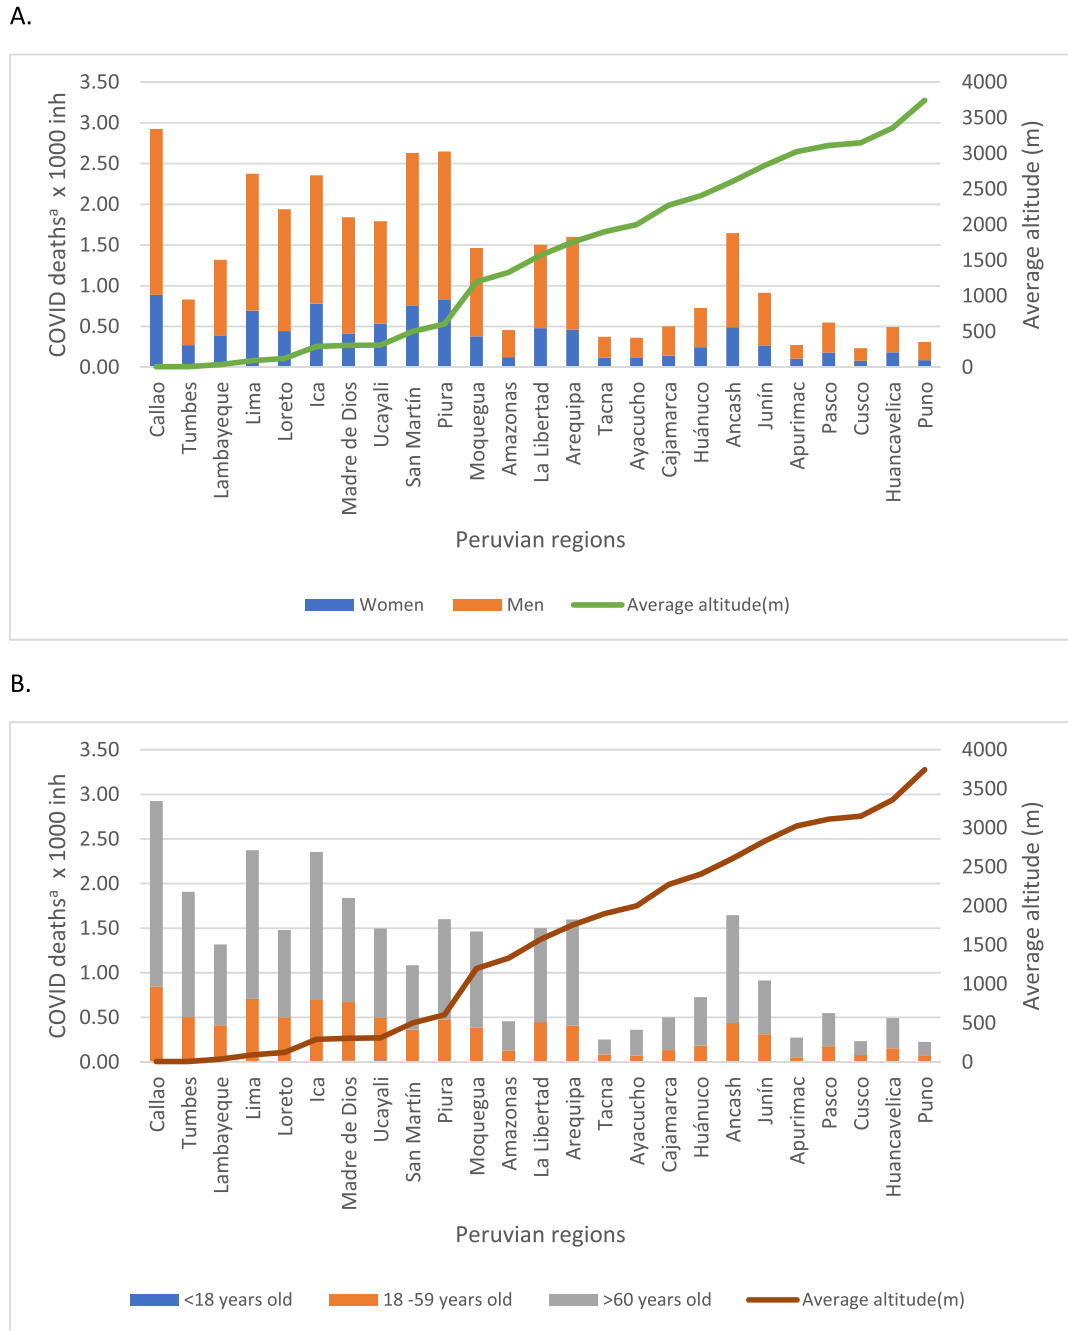 A.
COVID deathsᵃ x 1000 inh
3.50
3.00
2.50
2.00
1.50
1.00
0.50
0.00
4000
3500
3000
2500
2000
1500
1000
500
0
Average altitude (m)
Callao
Tumbes
Lambayeque
Lima
Loreto
Ica
Madre de Dios
Ucayali
San Martín
Piura
Moquegua
Amazonas
La Libertad
Arequipa
Tacna
Ayacucho
Cajamarca
Huánuco
Ancash
Junín
Apurimac
Pasco
Cusco
Huancavelica
Puno
Peruvian regions
Women Men Average altitude(m)
B.
COVID deathsᵃ x 1000 inh
3.50
3.00
2.50
2.00
1.50
1.00
0.50
0.00
4000
3500
3000
2500
2000
1500
1000
500
0
Average altitude (m)
Callao
Tumbes
Lambayeque
Lima
Loreto
Ica
Madre de Dios
Ucayali
San Martín
Piura
Moquegua
Amazonas
La Libertad
Arequipa
Tacna
Ayacucho
Cajamarca
Huánuco
Ancash
Junín
Apurimac
Pasco
Cusco
Huancavelica
Puno
Peruvian regions
<18 years old 18 -59 years old >60 years old Average altitude(m)